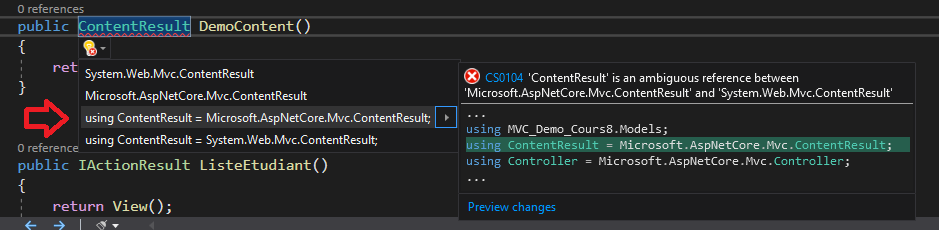 0 references
public ContentResult DemoContent()
{
ret
}
System.Web.Mvc.ContentResult
Microsoft.AspNetCore.Mvc.ContentResult
using ContentResult = Microsoft.AspNetCore.Mvc.ContentResult;
using ContentResult = System.Web.Mvc.ContentResult;
CS0104 'ContentResult' is an ambiguous reference between
'Microsoft.AspNetCore.Mvc.ContentResult' and 'System.Web.Mvc.ContentResult'
...
using MVC_Demo_Cours8.Models;
using ContentResult = Microsoft.AspNetCore.Mvc.ContentResult;
using Controller = Microsoft.AspNetCore.Mvc.Controller;
...
Preview changes
0 reference
public IActionResult ListeEtudiant()
{
return View();